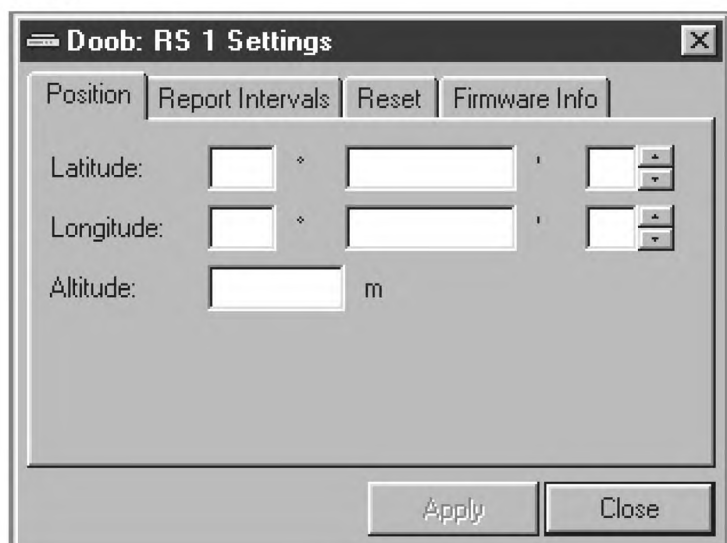 Doob: RS 1 Settings
Position Report Intervals Reset Firmware Info
Latitude: ° '
Longitude: ° '
Altitude: m
Apply Close